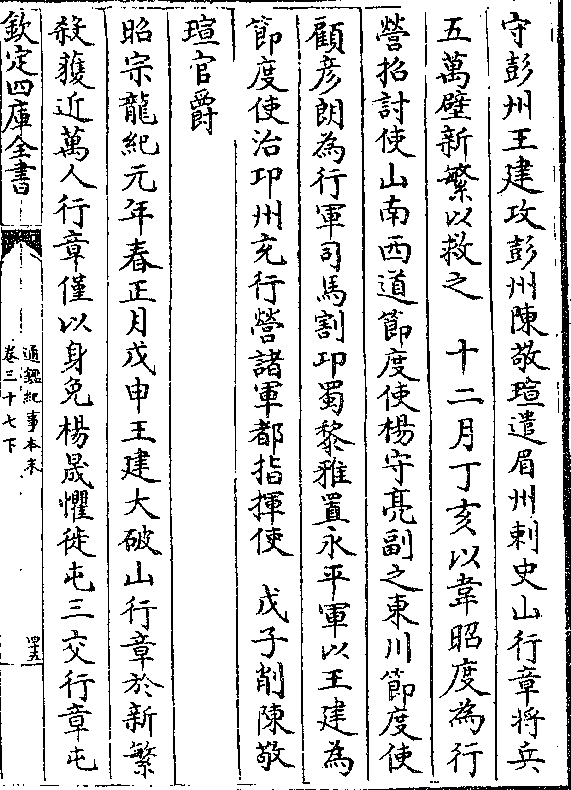 守彭州王建攻彭州陳敬瑄遣眉州刺史山行章將兵
五萬壁新繁以救之　十二月丁亥以韋昭度為行
營招討使山南西道節度使楊守亮副之東川節度使
顧彦朗為行軍司馬割邛蜀黎雅置永平軍以王建為
節度使治邛州充行營諸軍都指揮使　戊子削陳敬
瑄官爵
昭宗龍紀元年春正月戊申王建大破山行章於新繁
殺獲近萬人行章僅以身免楊晟懼徙屯三交行章屯
欽定四庫全書
通鑑紀事本末
卷三十七下
四十五